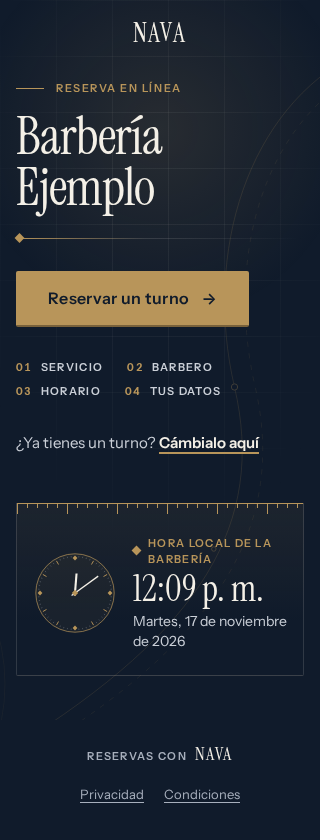 NAVA
RESERVA EN LÍNEA
Barbería
Ejemplo
Reservar un turno →
01 SERVICIO 02 BARBERO
03 HORARIO 04 TUS DATOS
¿Ya tienes un turno? Cámbialo aquí
HORA LOCAL DE LA
BARBERÍA
12:09 p. m.
Martes, 17 de noviembre
de 2026
RESERVAS CON NAVA
Privacidad Condiciones